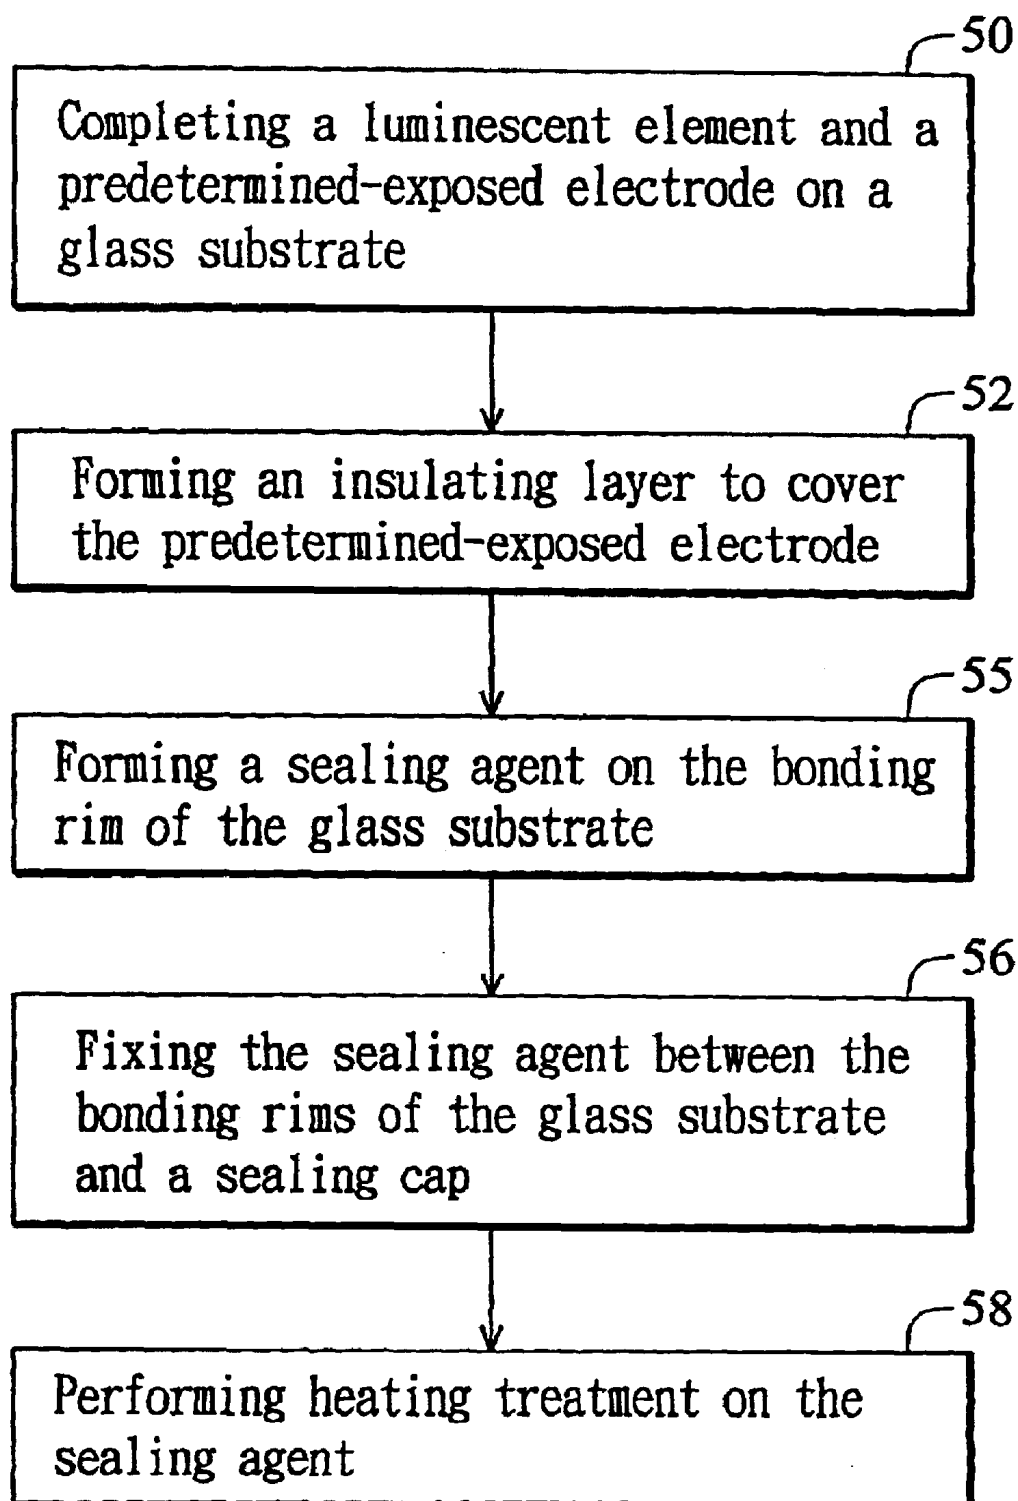 50
Completing a luminescent element and a
predetermined-exposed electrode on a
glass substrate
52
Forming an insulating layer to cover
the predetermined-exposed electrode
55
Forming a sealing agent on the bonding
rim of the glass substrate
56
Fixing the sealing agent between the
bonding rims of the glass substrate
and a sealing cap
58
Performing heating treatment on the
sealing agent